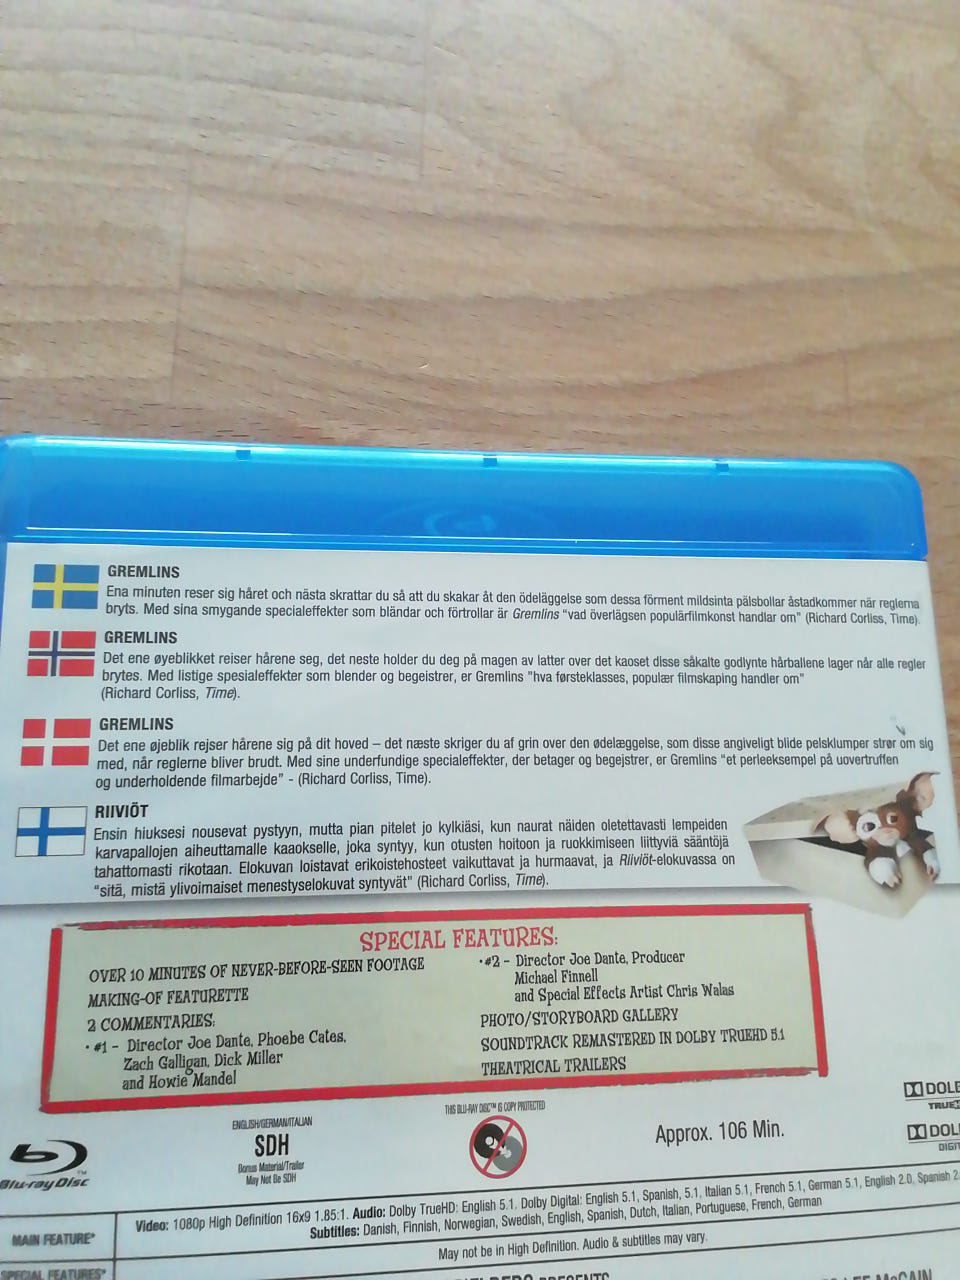 GREMLINS
Ena minuten reser sig håret och nästa skrattar du så att du skakar åt den ödeläggelse som dessa förment mildsinta pälsbollar åstadkommer när reglerna
bryts. Med sina smygande specialeffekter som bländar och förtrollar är Gremlins “vad överlägsen populärfilmkonst handlar om” (Richard Corliss, Time).
GREMLINS
Det ene øyeblikket reiser hårene seg, det neste holder du deg på magen av latter over det kaoset disse såkalte godlynte hårballene lager når alle regler
brytes. Med listige spesialeffekter som blender og begeistrer, er Gremlins "hva førsteklasses, populær filmskaping handler om"
(Richard Corliss, Time).
GREMLINS
Det ene øjeblik rejser hårene sig på dit hoved – det næste skriger du af grin over den ødelæggelse, som disse angiveligt blide pelsklumper strør om sig
med, når reglerne bliver brudt. Med sine underfundige specialeffekter, der betager og begejstrer, er Gremlins “et perleeksempel på uovertruffen
og underholdende filmarbejde” - (Richard Corliss, Time).
RIIVIÖT
Ensin hiuksesi nousevat pystyyn, mutta pian pitelet jo kylkiäsi, kun naurat näiden oletettavasti lempeiden
karvapallojen aiheuttamalle kaaokselle, joka syntyy, kun otusten hoitoon ja ruokkimiseen liittyviä sääntöjä
tahattomasti rikotaan. Elokuvan loistavat erikoistehosteet vaikuttavat ja hurmaavat, ja Riiviöt-elokuvassa on
“sitä, mistä ylivoimaiset menestyselokuvat syntyvät” (Richard Corliss, Time).
SPECIAL FEATURES:
OVER 10 MINUTES OF NEVER-BEFORE-SEEN FOOTAGE
MAKING-OF FEATURETTE
2 COMMENTARIES:
• #1 – Director Joe Dante, Phoebe Cates,
Zach Galligan, Dick Miller
and Howie Mandel
• #2 – Director Joe Dante, Producer
Michael Finnell
and Special Effects Artist Chris Walas
PHOTO/STORYBOARD GALLERY
SOUNDTRACK REMASTERED IN DOLBY TRUEHD 5.1
THEATRICAL TRAILERS
Blu-ray Disc
ENGLISH/GERMAN/ITALIAN
SDH
Bonus Material/Trailer
May Not Be SDH
THIS BLU-RAY DISC™ IS COPY PROTECTED
Approx. 106 Min.
MAIN FEATURE*
Video: 1080p High Definition 16x9 1.85:1. Audio: Dolby TrueHD: English 5.1. Dolby Digital: English 5.1, Spanish, 5.1, Italian 5.1, French 5.1, German 5.1, English 2.0, Spanish
Subtitles: Danish, Finnish, Norwegian, Swedish, English, Spanish, Dutch, Italian, Portuguese, French, German
SPECIAL FEATURES*
May not be in High Definition. Audio & subtitles may vary.